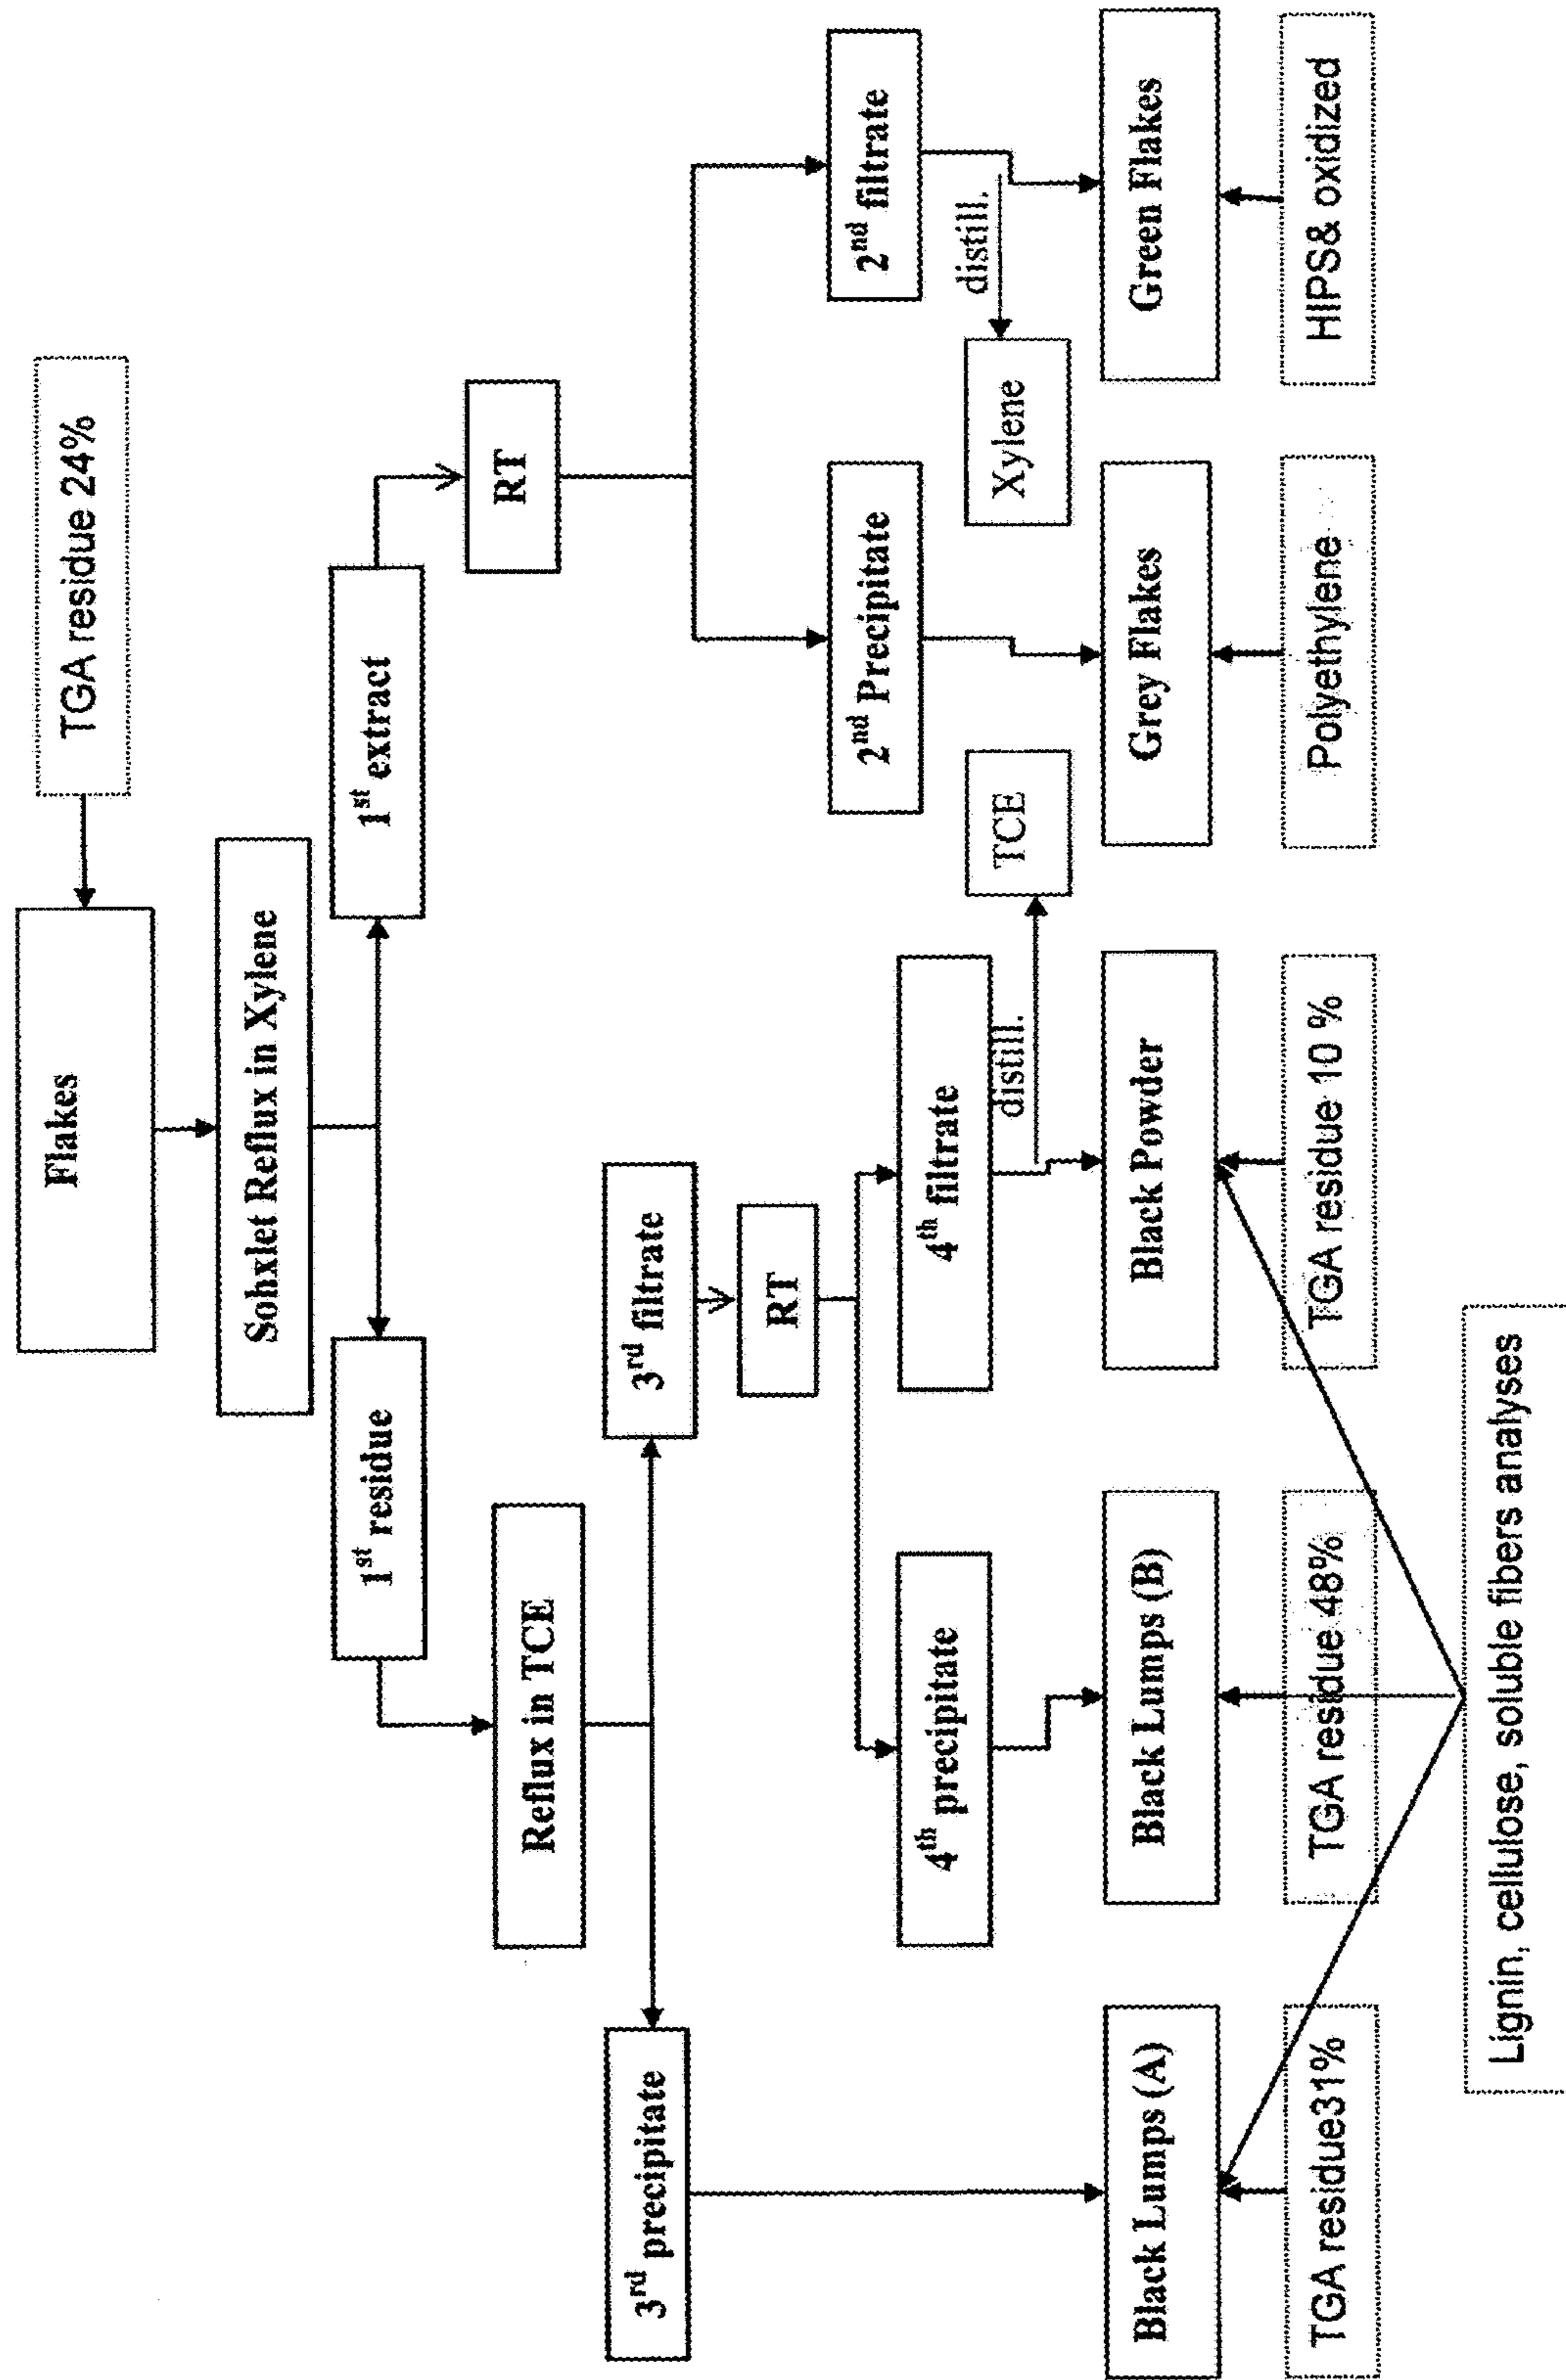 TGA residue 24%
Flakes
Sohxlet Reflux in Xylene
1st residue
1st extract
Reflux in TCE
RT
3rd precipitate
3rd filtrate
RT
4th precipitate
4th filtrate
2nd Precipitate
2nd filtrate
distill.
TCE
distill.
Xylene
Black Lumps (A)
Black Lumps (B)
Black Powder
Grey Flakes
Green Flakes
TGA residue31%
TGA residue 48%
TGA residue 10 %
Polyethylene
HIPS& oxidized
Lignin, cellulose, soluble fibers analyses